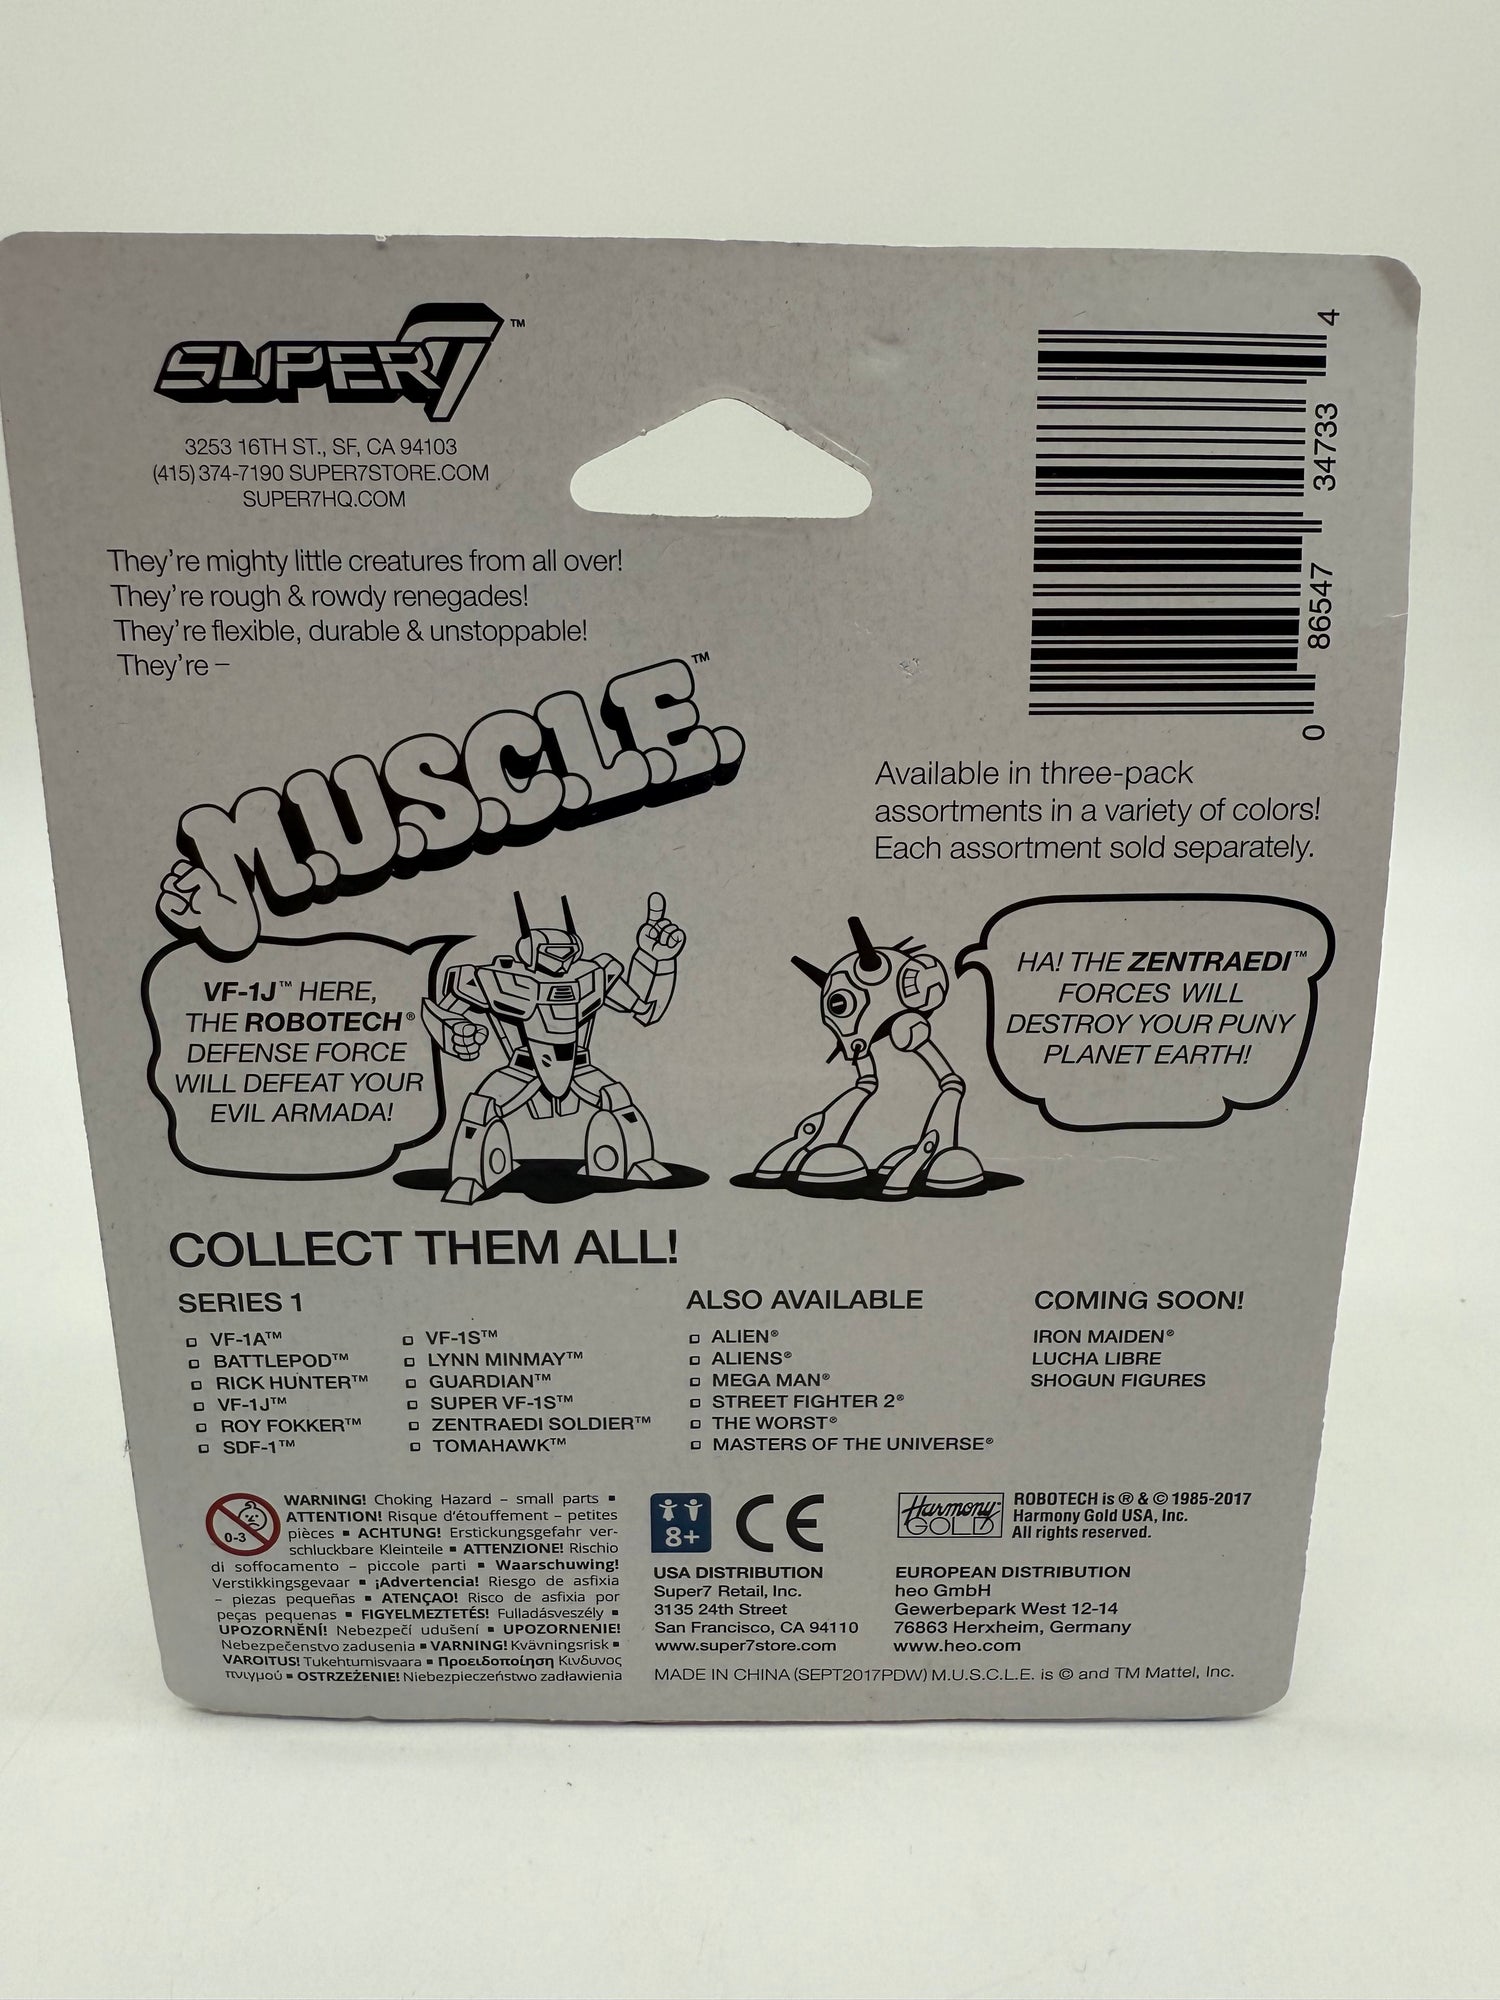 SUPER7™
3253 16TH ST., SF, CA 94103
(415) 374-7190 SUPER7STORE.COM
SUPER7HQ.COM
They're mighty little creatures from all over!
They're rough & rowdy renegades!
They're flexible, durable & unstoppable!
They're –
M.U.S.C.L.E.™
0 86547 34733 4
Available in three-pack
assortments in a variety of colors!
Each assortment sold separately.
VF-1J™ HERE,
THE ROBOTECH®
DEFENSE FORCE
WILL DEFEAT YOUR
EVIL ARMADA!
HA! THE ZENTRAEDI™
FORCES WILL
DESTROY YOUR PUNY
PLANET EARTH!
COLLECT THEM ALL!
SERIES 1
VF-1A™
BATTLEPOD™
RICK HUNTER™
VF-1J™
ROY FOKKER™
SDF-1™
VF-1S™
LYNN MINMAY™
GUARDIAN™
SUPER VF-1S™
ZENTRAEDI SOLDIER™
TOMAHAWK™
ALSO AVAILABLE
ALIEN®
ALIENS®
MEGA MAN®
STREET FIGHTER 2®
THE WORST®
MASTERS OF THE UNIVERSE®
COMING SOON!
IRON MAIDEN®
LUCHA LIBRE
SHOGUN FIGURES
0-3
WARNING! Choking Hazard – small parts ▪
ATTENTION! Risque d'étouffement – petites
pièces ▪ ACHTUNG! Erstickungsgefahr ver-
schluckbare Kleinteile ▪ ATTENZIONE! Rischio
di soffocamento – piccole parti ▪ Waarschuwing!
Verstikkingsgevaar ▪ ¡Advertencia! Riesgo de asfixia
– piezas pequeñas ▪ ATENÇAO! Risco de asfixia por
peças pequenas ▪ FIGYELMEZTETÉS! Fulladásveszély ▪
UPOZORNĚNÍ! Nebezpečí udušení ▪ UPOZORNENIE!
Nebezpečenstvo zadusenia ▪ VARNING! Kvävningsrisk ▪
VAROITUS! Tukehtumisvaara ▪ Προειδοποίηση Κινδυνος
πνιγμού ▪ OSTRZEŻENIE! Niebezpieczeństwo zadławienia
8+
CE
Harmony GOLD
ROBOTECH is ® & © 1985-2017
Harmony Gold USA, Inc.
All rights reserved.
USA DISTRIBUTION
Super7 Retail, Inc.
3135 24th Street
San Francisco, CA 94110
www.super7store.com
EUROPEAN DISTRIBUTION
heo GmbH
Gewerbepark West 12-14
76863 Herxheim, Germany
www.heo.com
MADE IN CHINA (SEPT2017PDW) M.U.S.C.L.E. is © and TM Mattel, Inc.